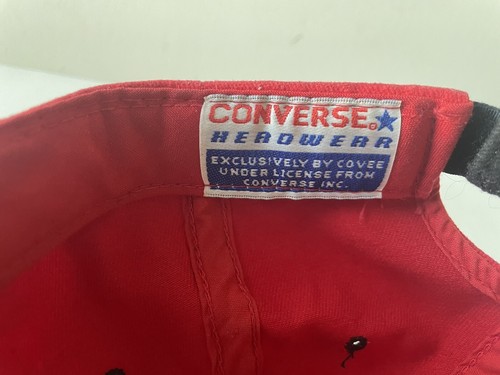 CONVERSE.
HEADWEAR
EXCLUSIVELY BY COVEE
UNDER LICENSE FROM
CONVERSE INC.